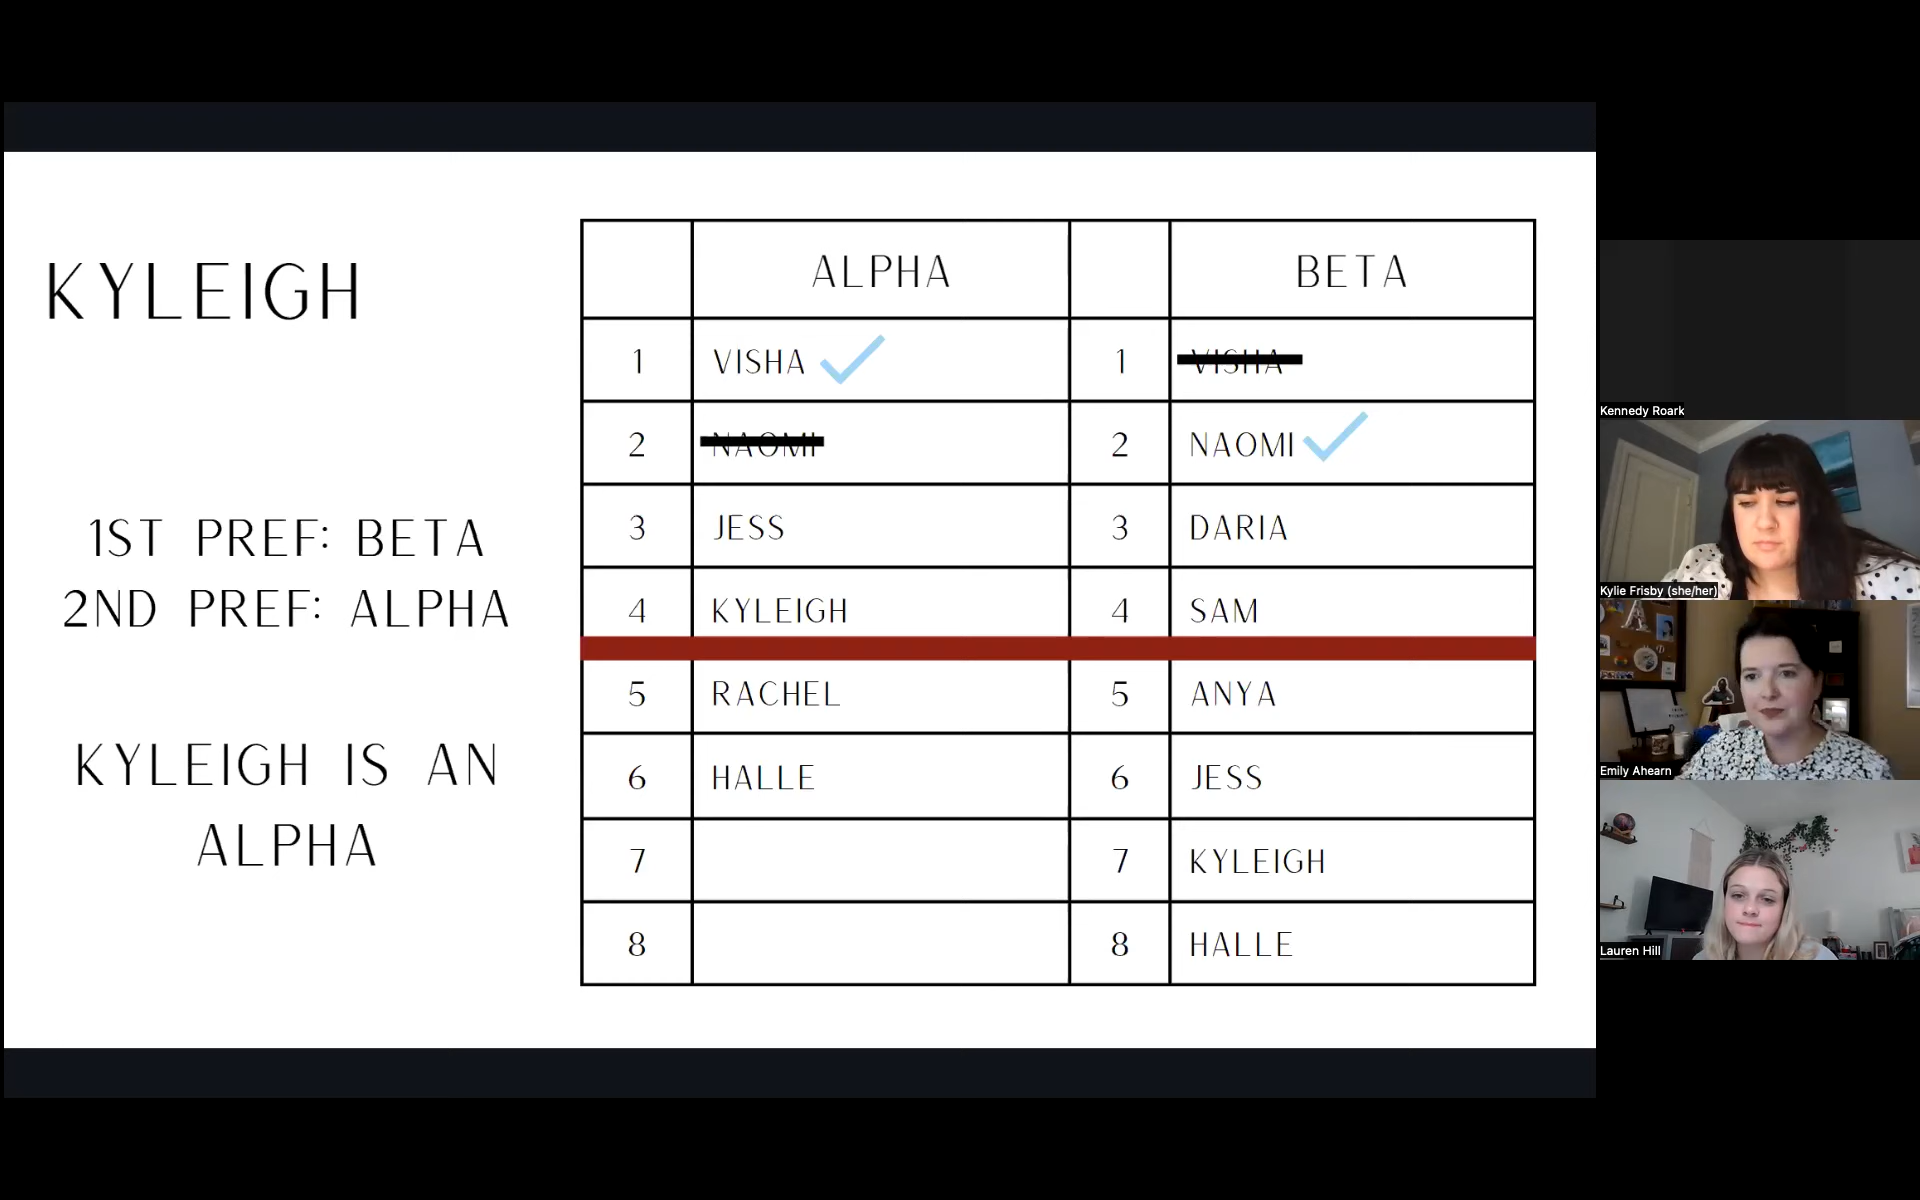 KYLEIGH
1ST PREF: BETA
2ND PREF: ALPHA
KYLEIGH IS AN
ALPHA
ALPHA BETA
1 VISHA 1 VISHA
2 NAOMI 2 NAOMI
3 JESS 3 DARIA
4 KYLEIGH 4 SAM
5 RACHEL 5 ANYA
6 HALLE 6 JESS
7 7 KYLEIGH
8 8 HALLE
Kennedy Roark
Kylie Frisby (she/her)
Emily Ahearn
Lauren Hill